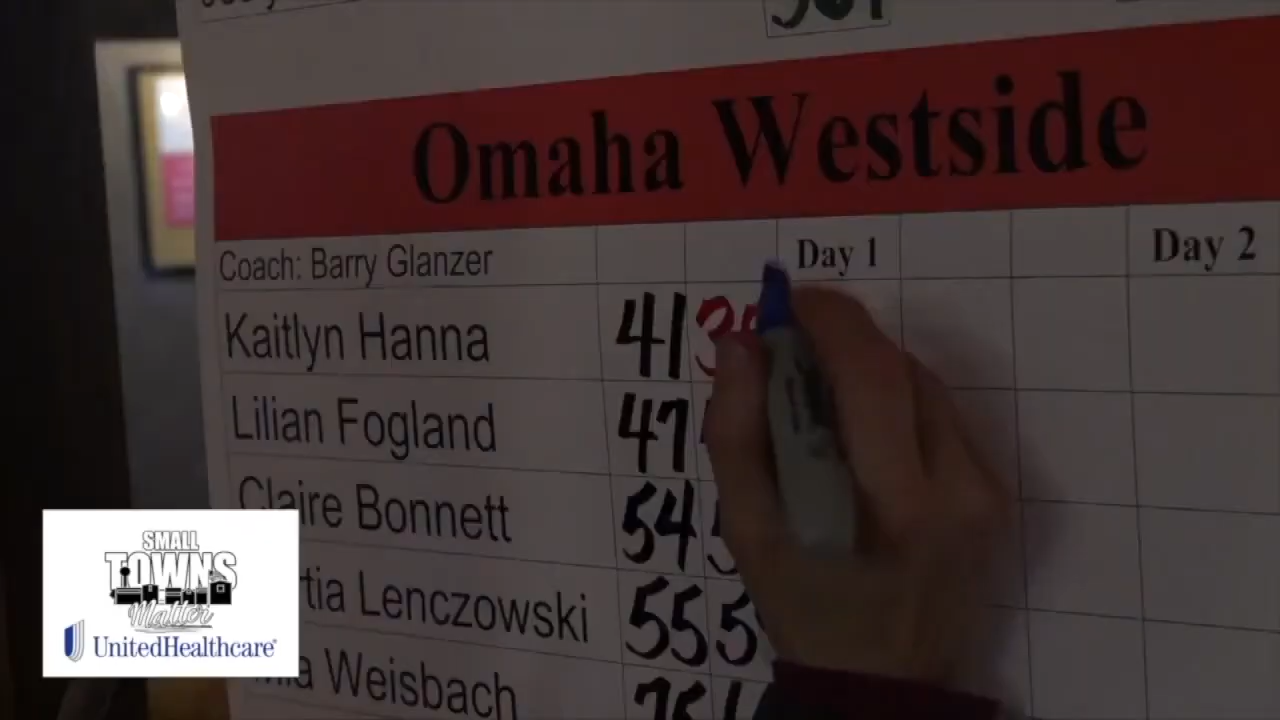 Omaha Westside
Coach: Barry Glanzer Day 1 Day 2
Kaitlyn Hanna 41
Lilian Fogland 47
Claire Bonnett 54
tia Lenczowski 55
Weisbach
SMALL
TOWNS
Matter
UnitedHealthcare